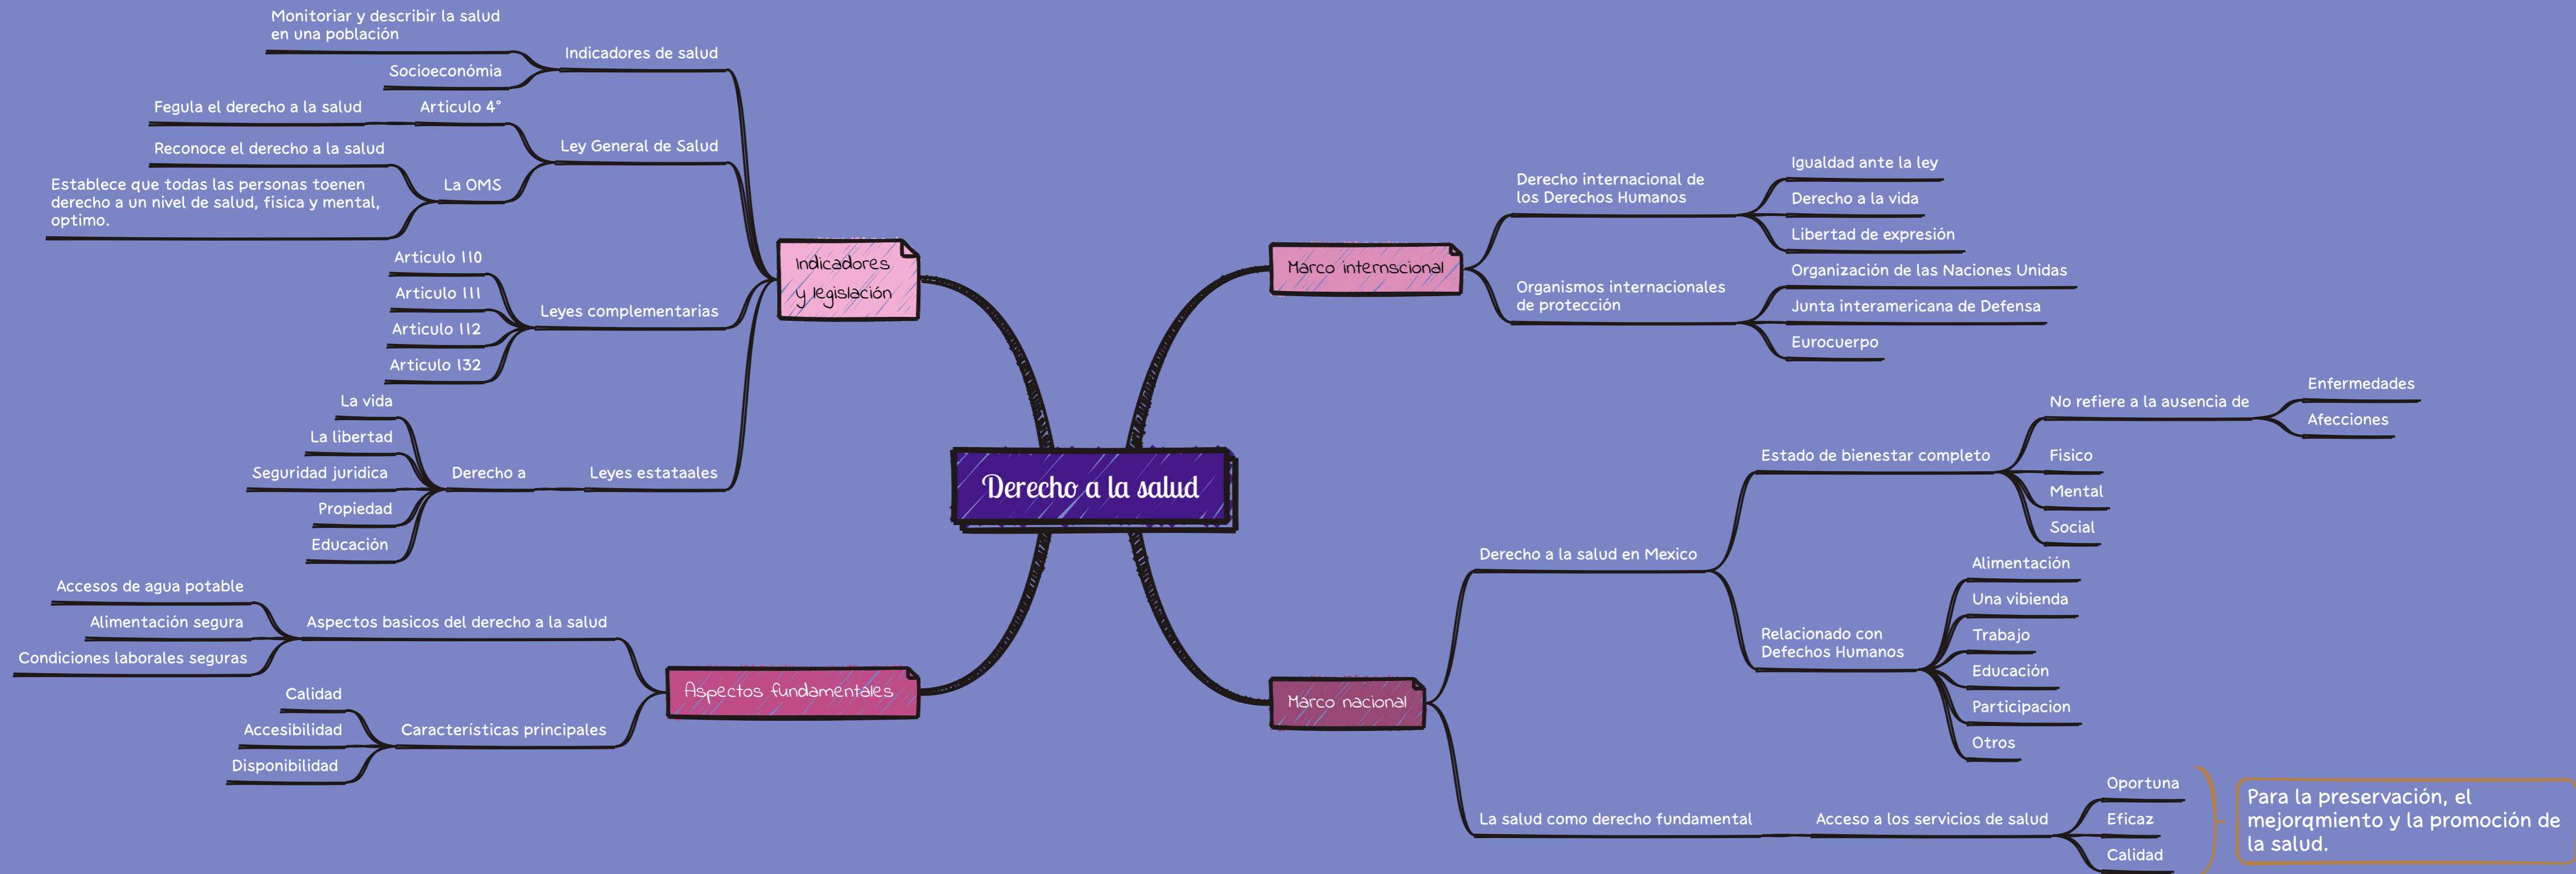 Derecho a la salud
Indicadores
y legislación
Indicadores de salud
Monitoriar y describir la salud
en una población
Socioeconómia
Ley General de Salud
Articulo 4°
Fegula el derecho a la salud
La OMS
Reconoce el derecho a la salud
Establece que todas las personas toenen
derecho a un nivel de salud, fisica y mental,
optimo.
Leyes complementarias
Articulo 110
Articulo 111
Articulo 112
Articulo 132
Leyes estataales
Derecho a
La vida
La libertad
Seguridad juridica
Propiedad
Educación
Aspectos fundamentales
Aspectos basicos del derecho a la salud
Accesos de agua potable
Alimentación segura
Condiciones laborales seguras
Características principales
Calidad
Accesibilidad
Disponibilidad
Marco internscional
Derecho internacional de
los Derechos Humanos
Igualdad ante la ley
Derecho a la vida
Libertad de expresión
Organismos internacionales
de protección
Organización de las Naciones Unidas
Junta interamericana de Defensa
Eurocuerpo
Marco nacional
Derecho a la salud en Mexico
Estado de bienestar completo
No refiere a la ausencia de
Enfermedades
Afecciones
Fisico
Mental
Social
Relacionado con
Defechos Humanos
Alimentación
Una vibienda
Trabajo
Educación
Participacion
Otros
La salud como derecho fundamental
Acceso a los servicios de salud
Oportuna
Eficaz
Calidad
Para la preservación, el
mejorqmiento y la promoción de
la salud.